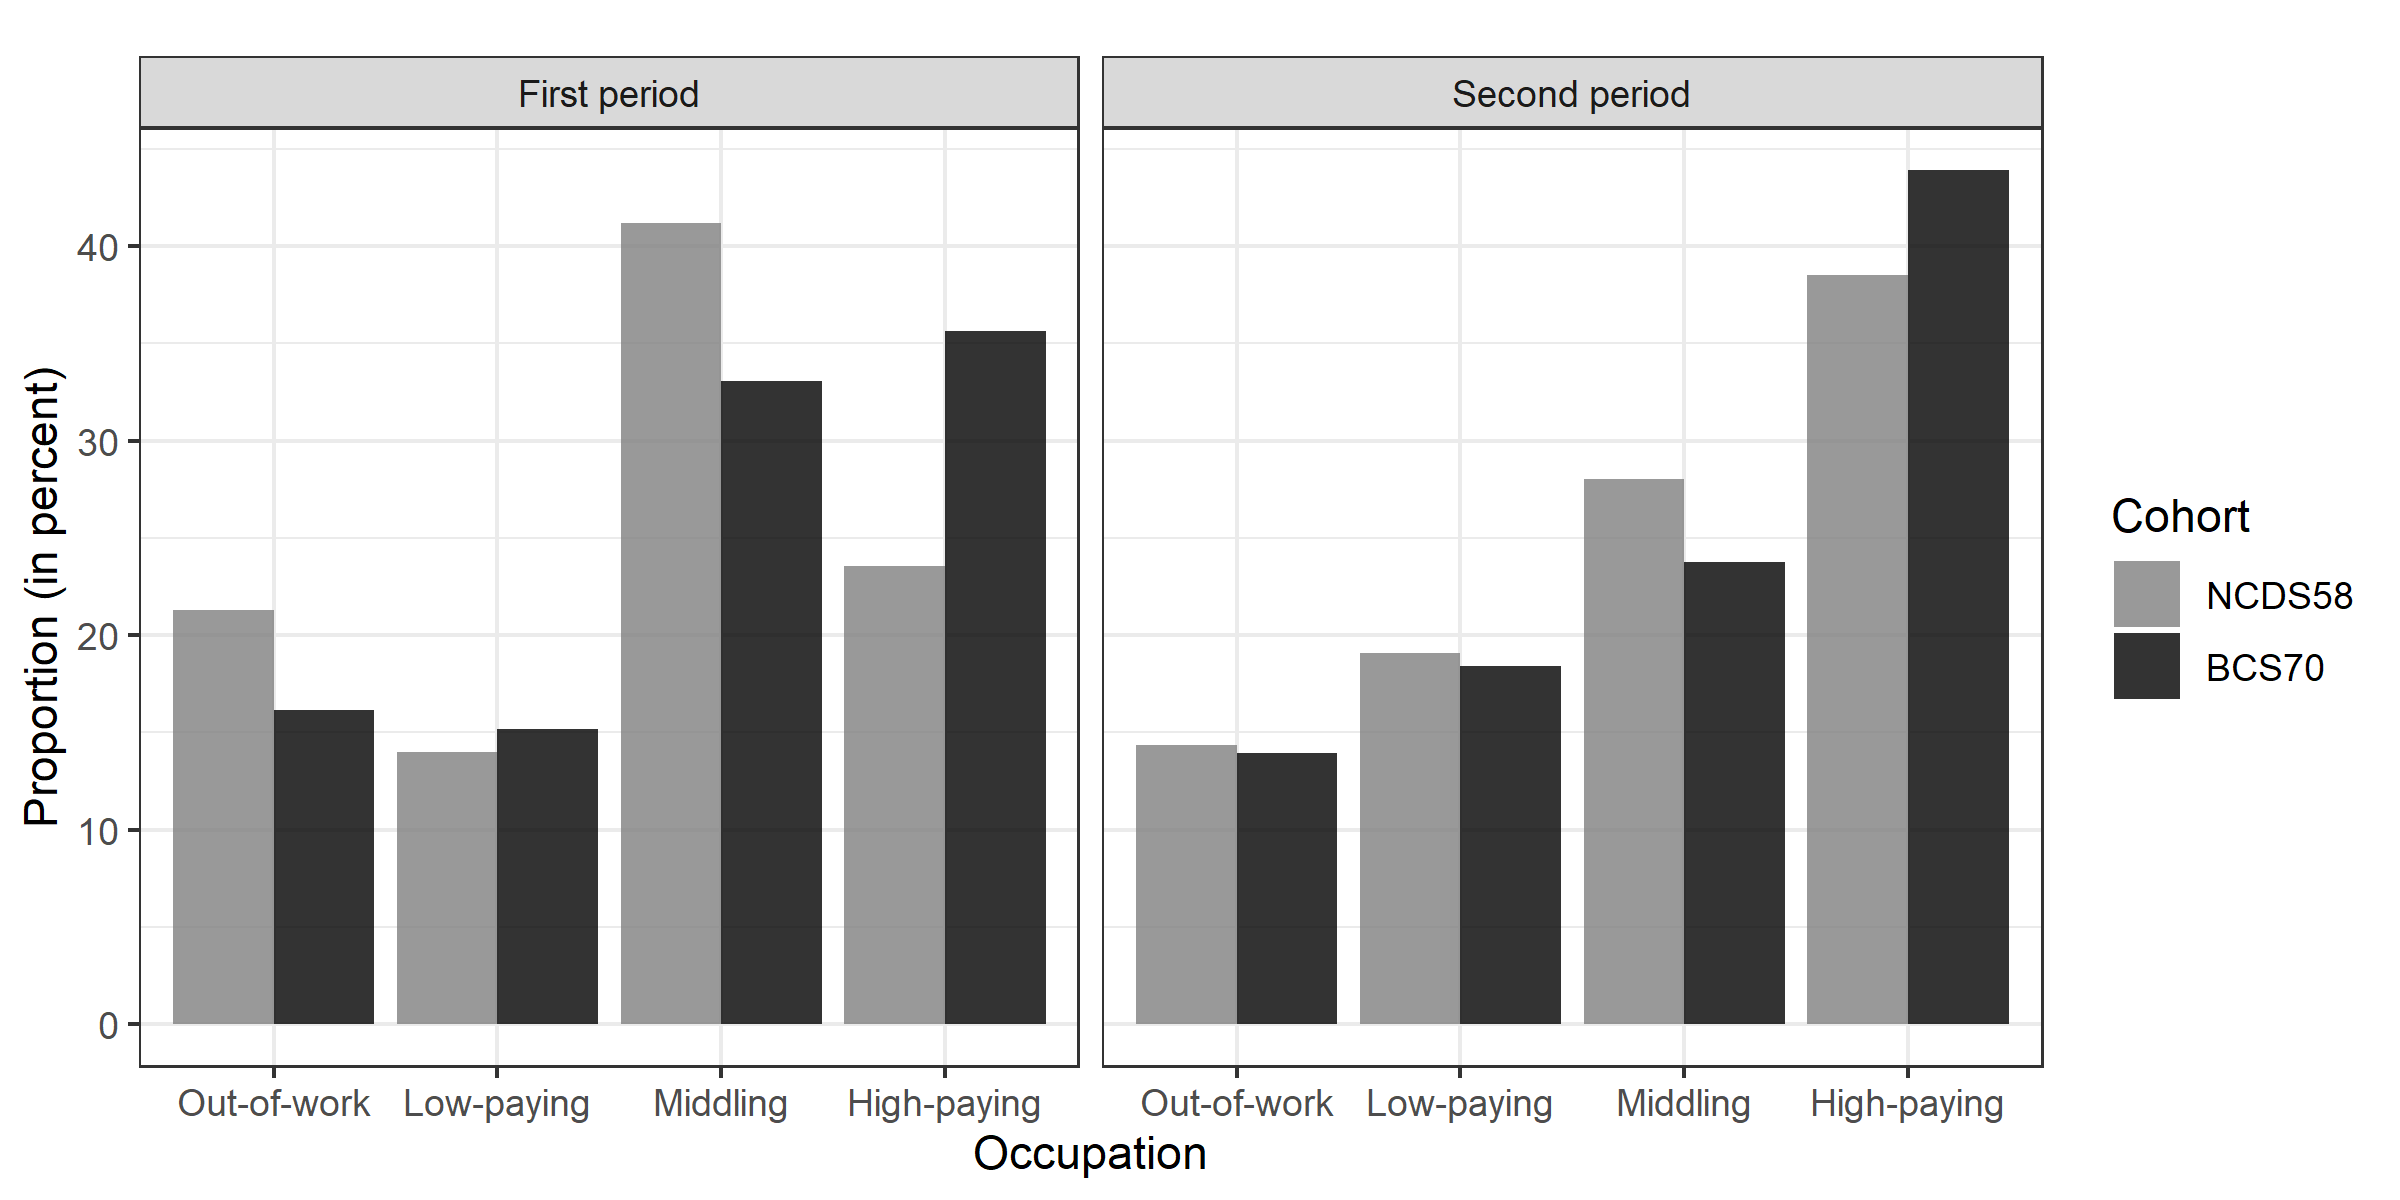 First period
Second period
Proportion (in percent)
40
30
20
10
0
Out-of-work
Low-paying
Middling
High-paying
Out-of-work
Low-paying
Middling
High-paying
Occupation
Cohort
NCDS58
BCS70